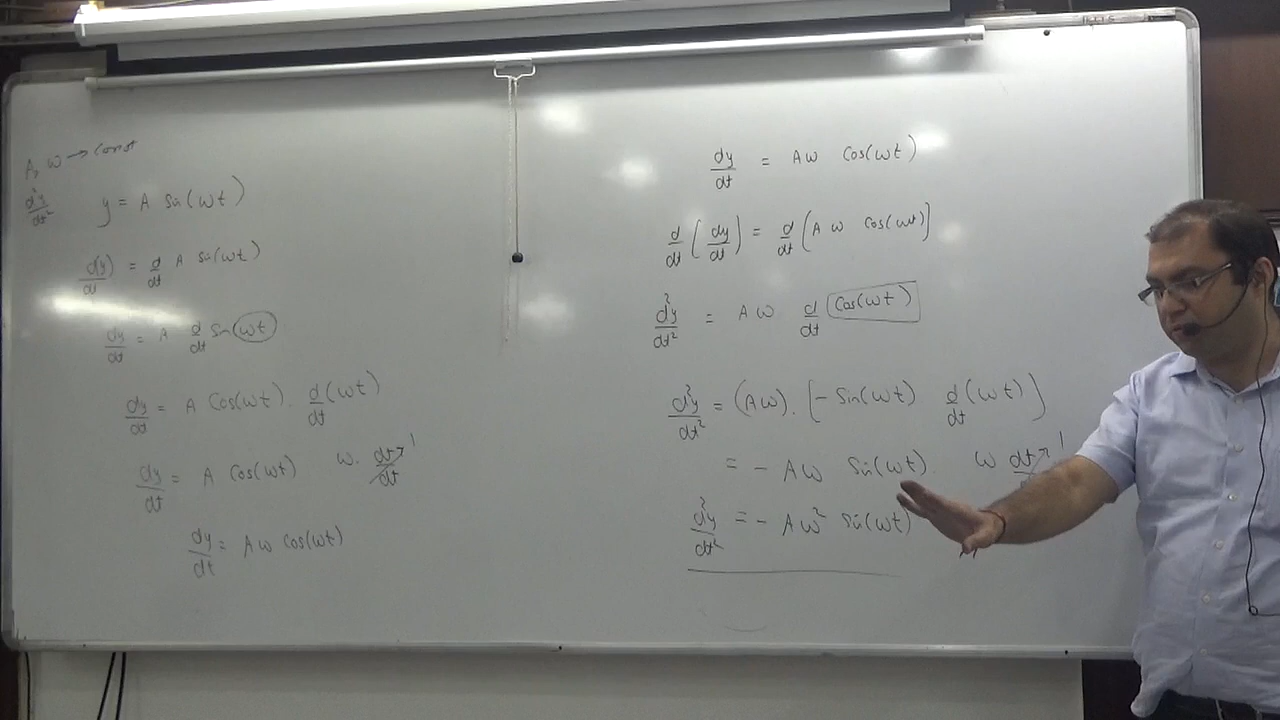 A, ω → const
d²y/dt²
y = A Sin(ωt)
d(y)/dt = d/dt A Sin(ωt)
dy/dt = A d/dt Sin(ωt)
dy/dt = A Cos(ωt) . d/dt (ωt)
dy/dt = A Cos(ωt) ω. dt/dt 1
dy/dt = Aω Cos(ωt)
dy/dt = Aω Cos(ωt)
d/dt (dy/dt) = d/dt [Aω Cos(ωt)]
d²y/dt² = Aω d/dt Cos(ωt)
d²y/dt² = (Aω) . [-Sin(ωt) d/dt (ωt)]
= - Aω Sin(ωt). ω dt 1
d²y/dt² = - Aω² Sin(ωt)